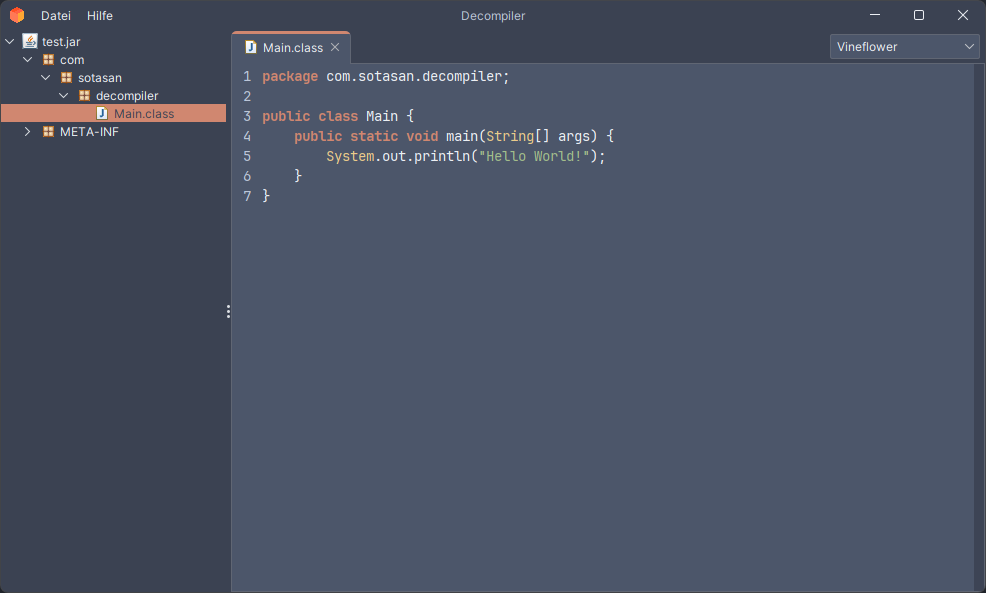 Datei Hilfe Decompiler
test.jar
com
sotasan
decompiler
Main.class
META-INF
Main.class Vineflower
1 package com.sotasan.decompiler;
2
3 public class Main {
4     public static void main(String[] args) {
5         System.out.println("Hello World!");
6     }
7 }